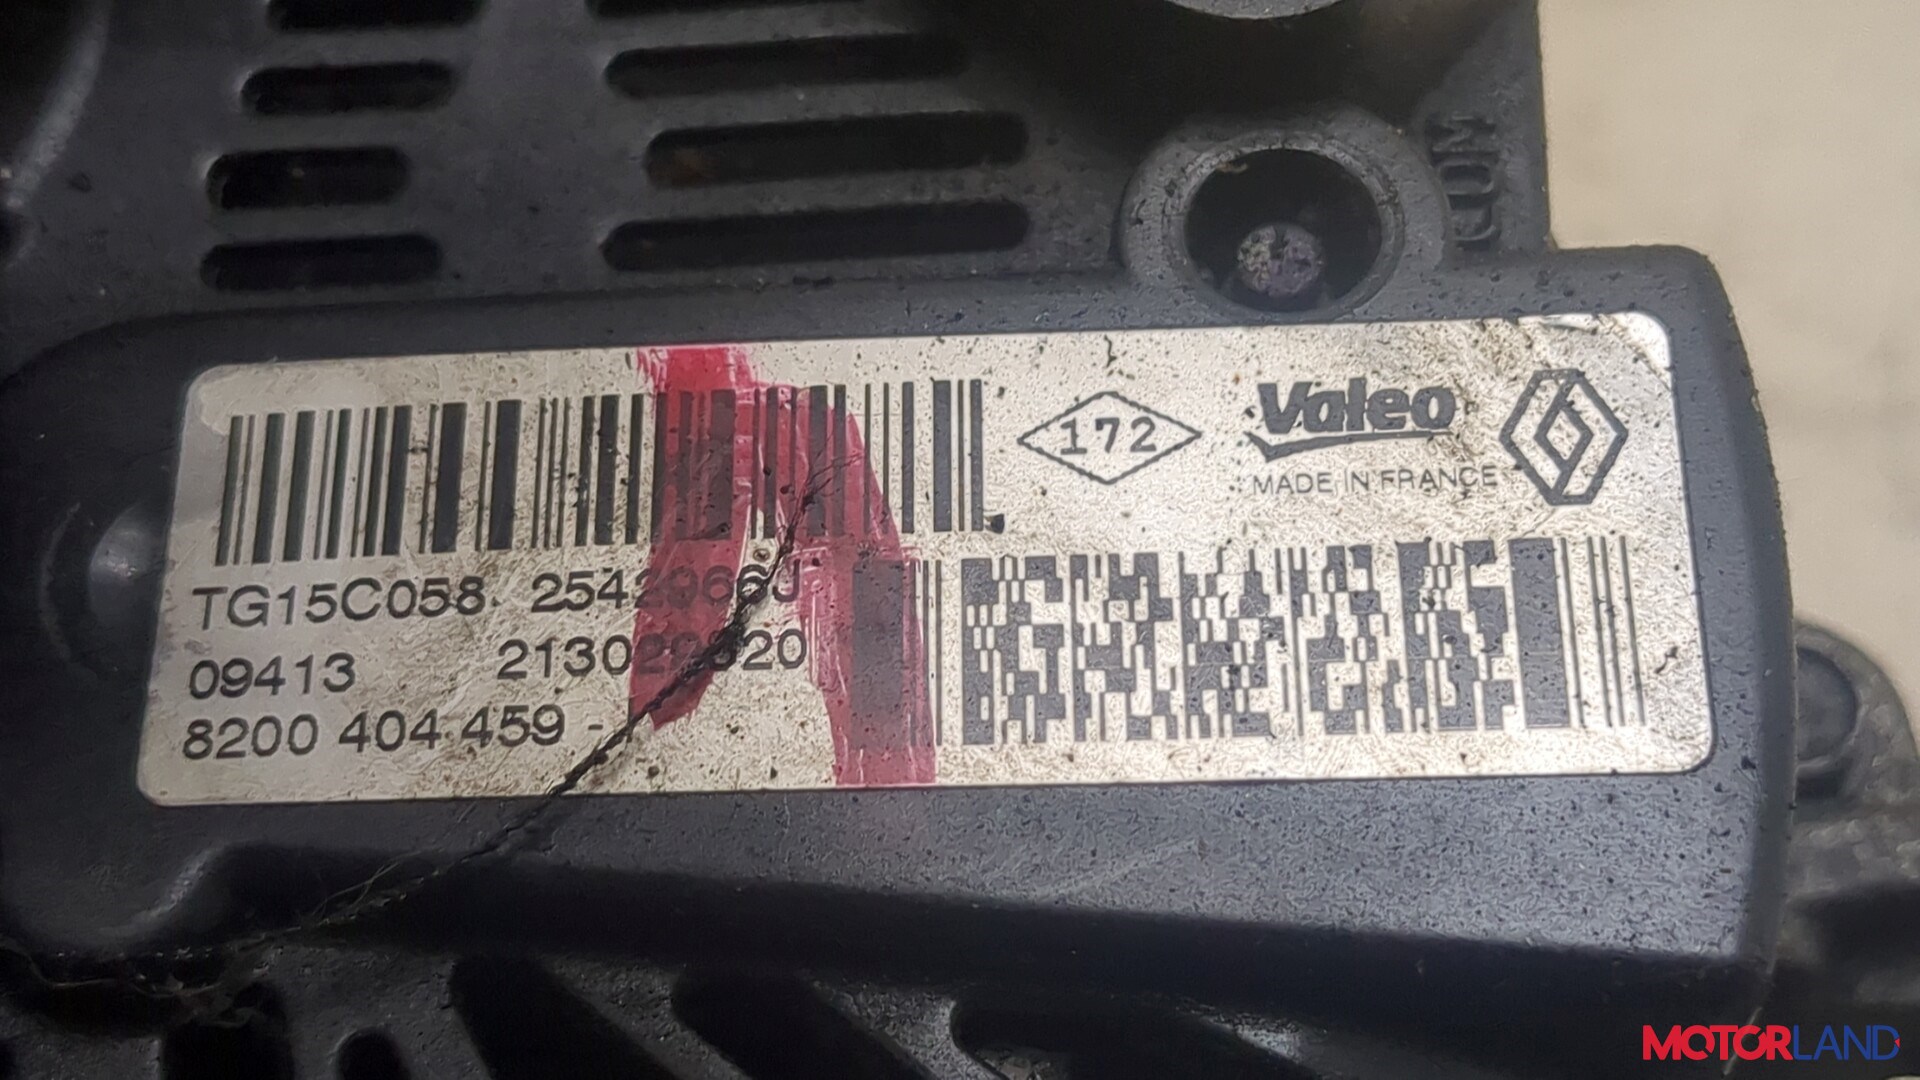 172
Valeo
MADE IN FRANCE
TG15C058
09413
8200 404 459 -
MOTORLAND